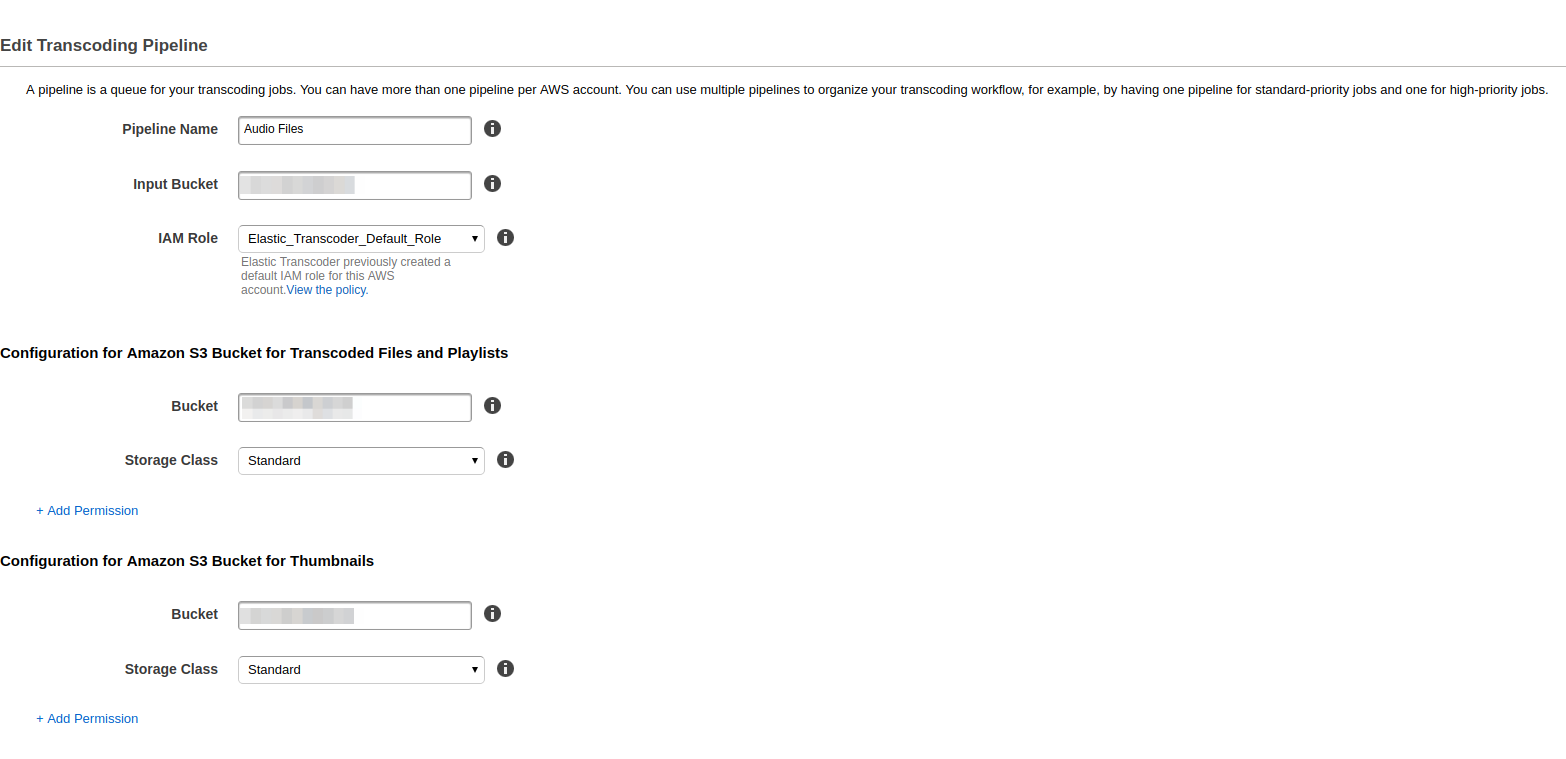 Edit Transcoding Pipeline
A pipeline is a queue for your transcoding jobs. You can have more than one pipeline per AWS account. You can use multiple pipelines to organize your transcoding workflow, for example, by having one pipeline for standard-priority jobs and one for high-priority jobs.
Pipeline Name Audio Files
Input Bucket
IAM Role Elastic_Transcoder_Default_Role
Elastic Transcoder previously created a
default IAM role for this AWS
account.View the policy.
Configuration for Amazon S3 Bucket for Transcoded Files and Playlists
Bucket
Storage Class Standard
+ Add Permission
Configuration for Amazon S3 Bucket for Thumbnails
Bucket
Storage Class Standard
+ Add Permission